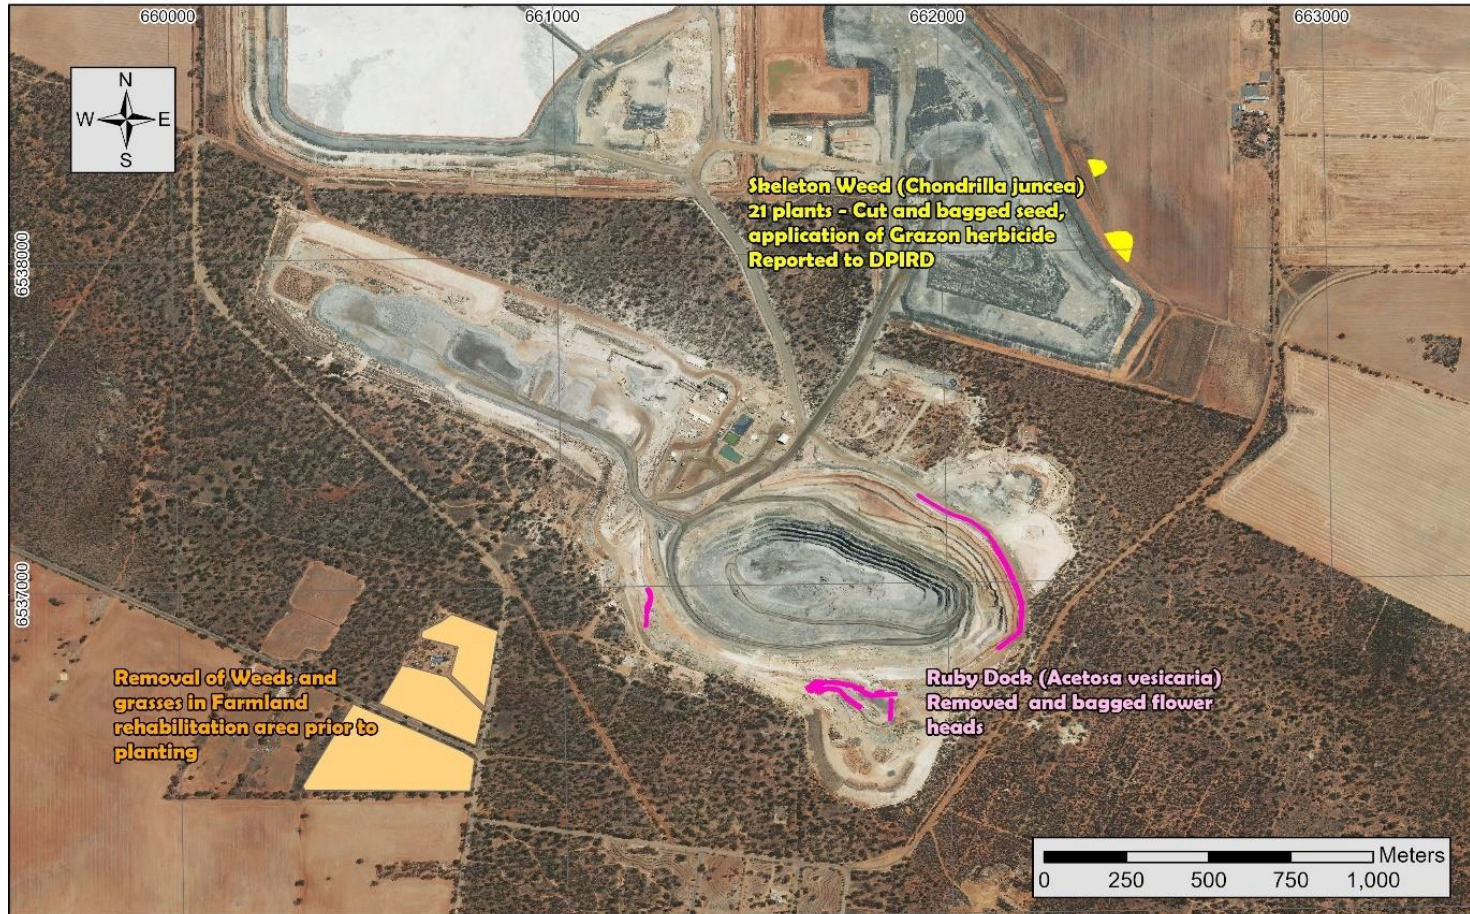 660000
661000
662000
663000
N
W E
S
Skeleton Weed (Chondrilla juncea)
21 plants - Cut and bagged seed,
application of Grazon herbicide
Reported to DPIRD
6538000
6537000
Removal of Weeds and
grasses in Farmland
rehabilitation area prior to
planting
Ruby Dock (Acetosa vesicaria)
Removed and bagged flower
heads
Meters
0 250 500 750 1,000